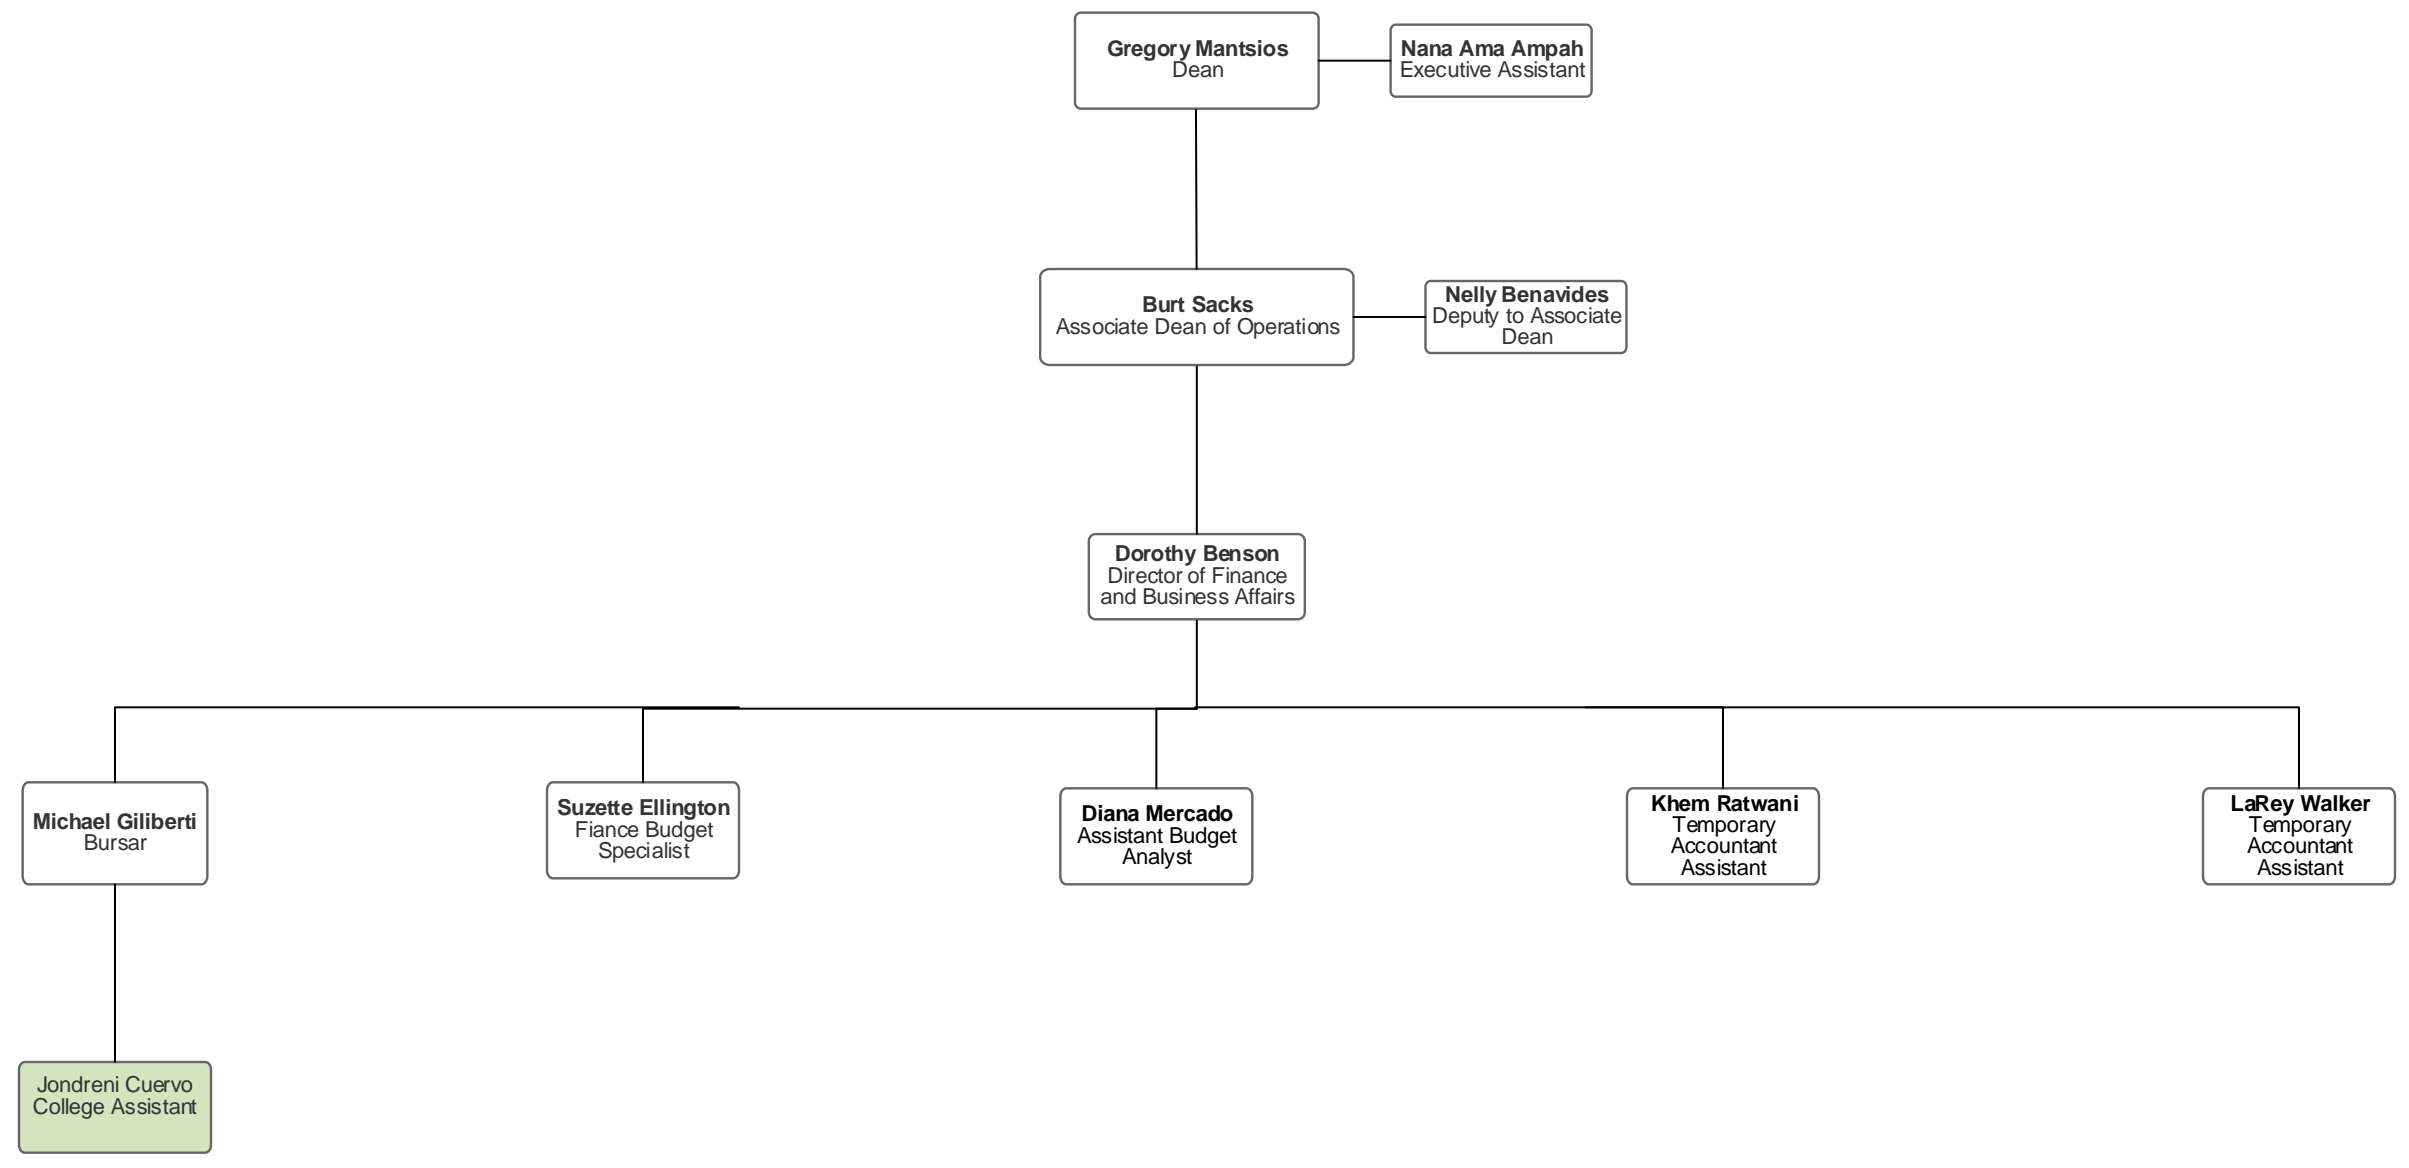 Gregory Mantsios
Dean
Nana Ama Ampah
Executive Assistant
Burt Sacks
Associate Dean of Operations
Nelly Benavides
Deputy to Associate
Dean
Dorothy Benson
Director of Finance
and Business Affairs
Michael Giliberti
Bursar
Suzette Ellington
Fiance Budget
Specialist
Diana Mercado
Assistant Budget
Analyst
Khem Ratwani
Temporary
Accountant
Assistant
LaRey Walker
Temporary
Accountant
Assistant
Jondreni Cuervo
College Assistant